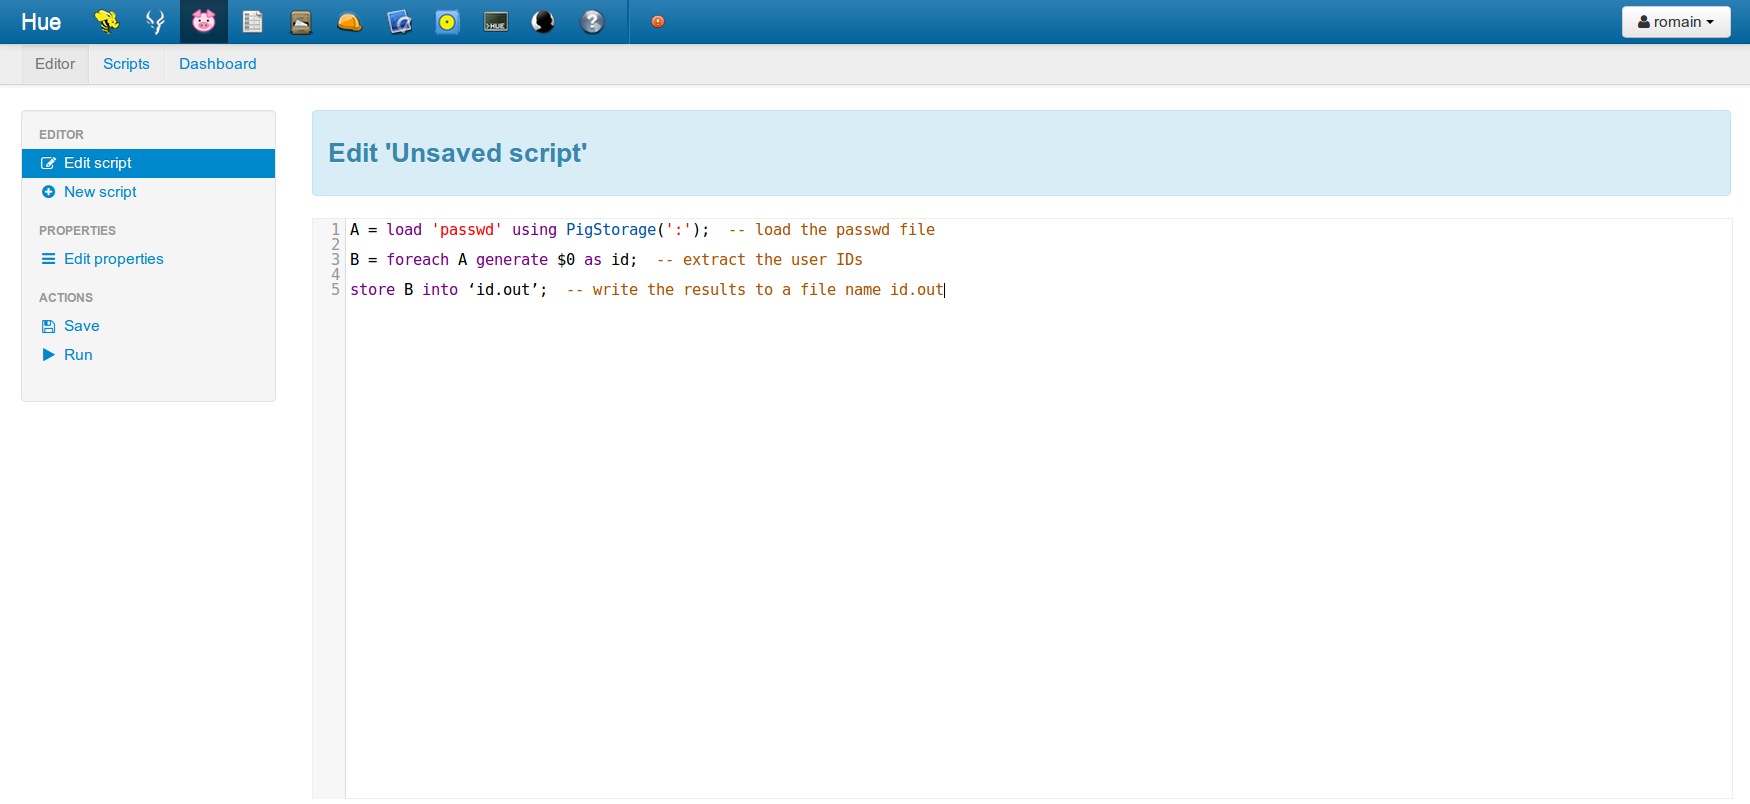 Hue >HUE ? romain
Editor Scripts Dashboard
EDITOR
Edit script
New script
PROPERTIES
Edit properties
ACTIONS
Save
Run
Edit 'Unsaved script'
1 A = load 'passwd' using PigStorage(':');  -- load the passwd file
2
3 B = foreach A generate $0 as id;  -- extract the user IDs
4
5 store B into ‘id.out’;  -- write the results to a file name id.out